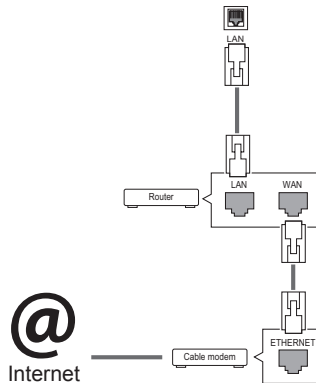 LAN
LAN
WAN
Router
ETHERNET
@
Cable modem
Internet